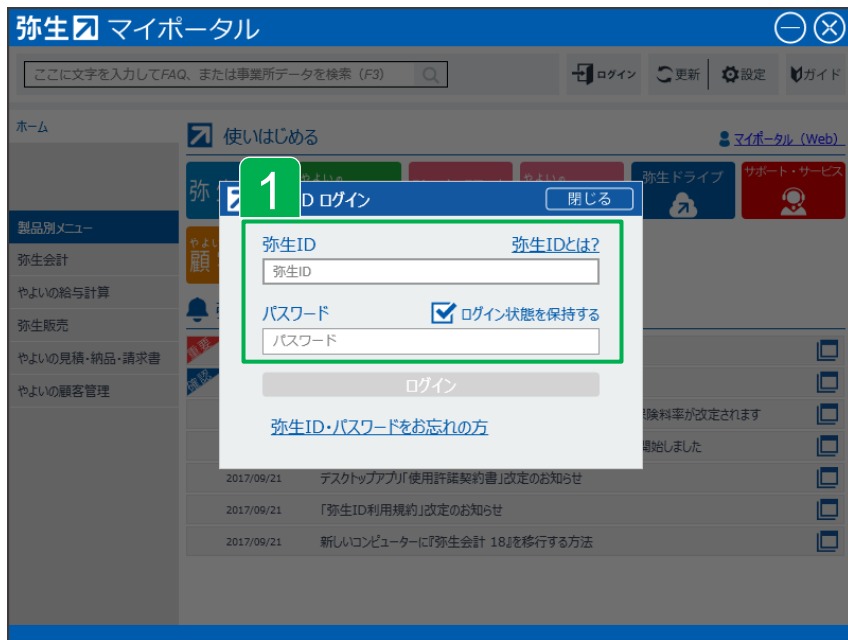 弥生 マイポータル
ここに文字を入力してFAQ、または事業所データを検索（F3）
ログイン
更新
設定
ガイド
ホーム
使いはじめる
マイポータル（Web）
弥生ドライブ
サポート・サービス
1
D ログイン
閉じる
弥生ID
弥生IDとは?
弥生ID
パスワード
ログイン状態を保持する
パスワード
ログイン
弥生ID・パスワードをお忘れの方
製品別メニュー
弥生会計
やよいの給与計算
弥生販売
やよいの見積・納品・請求書
やよいの顧客管理
重要
確認
険料率が改定されます
開始しました
2017/09/21 デスクトップアプリ「使用許諾契約書」改定のお知らせ
2017/09/21 「弥生ID利用規約」改定のお知らせ
2017/09/21 新しいコンピューターに『弥生会計 18』を移行する方法